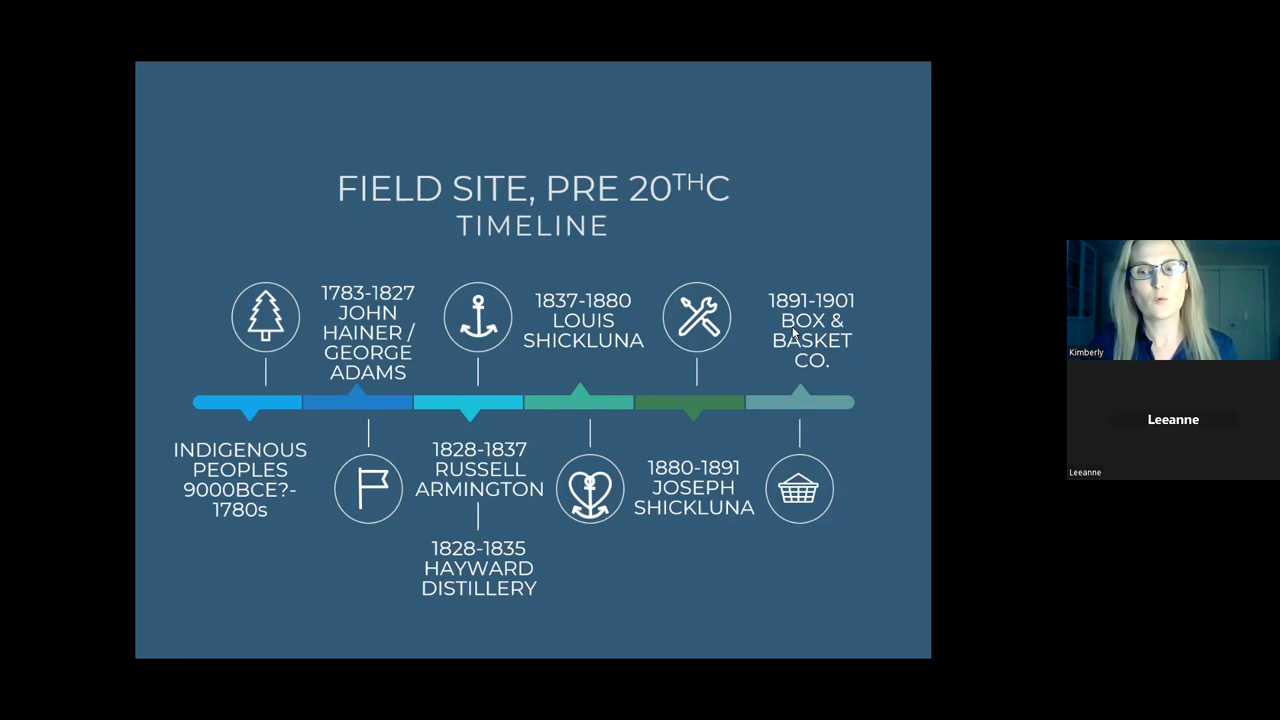 FIELD SITE, PRE 20THC
TIMELINE
1783-1827
JOHN
HAINER /
GEORGE
ADAMS
1837-1880
LOUIS
SHICKLUNA
1891-1901
BOX &
BASKET
CO.
INDIGENOUS
PEOPLES
9000BCE?-
1780s
1828-1837
RUSSELL
ARMINGTON
1828-1835
HAYWARD
DISTILLERY
1880-1891
JOSEPH
SHICKLUNA
Kimberly
Leeanne
Leeanne